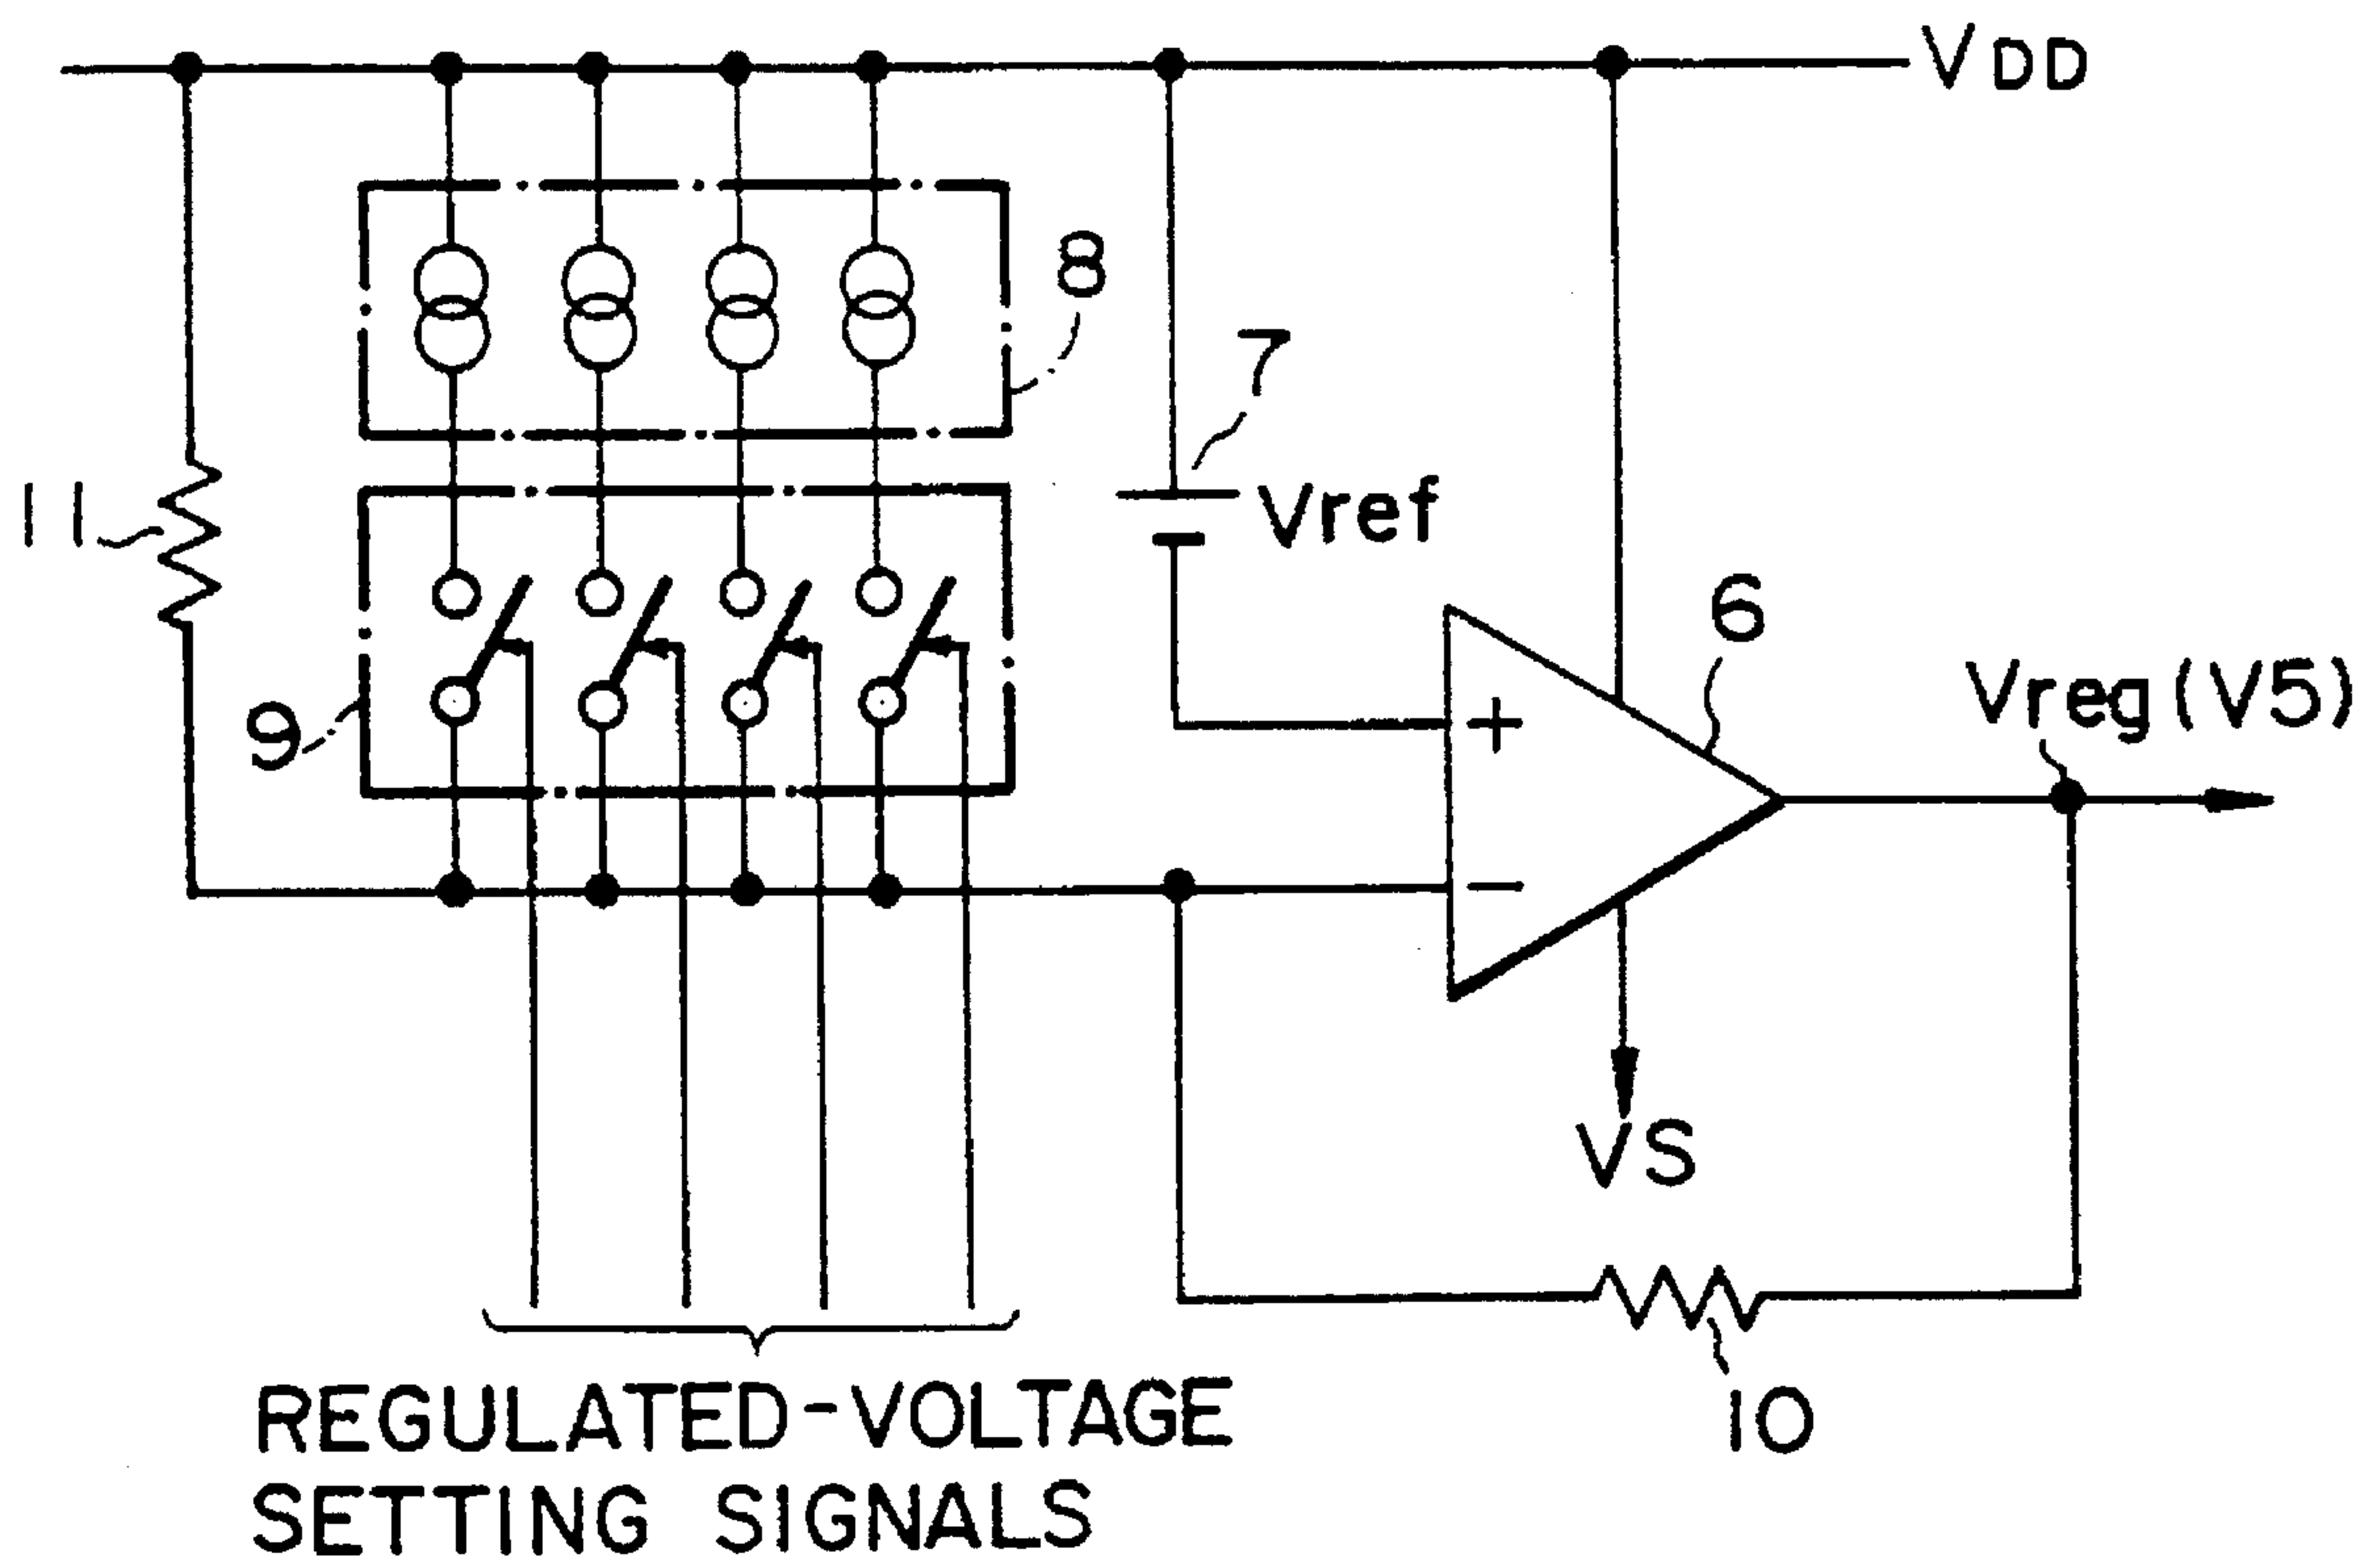 VDD
8
7
11
Vref
6
9
Vreg(V5)
+
−
VS
10
REGULATED-VOLTAGE
SETTING SIGNALS